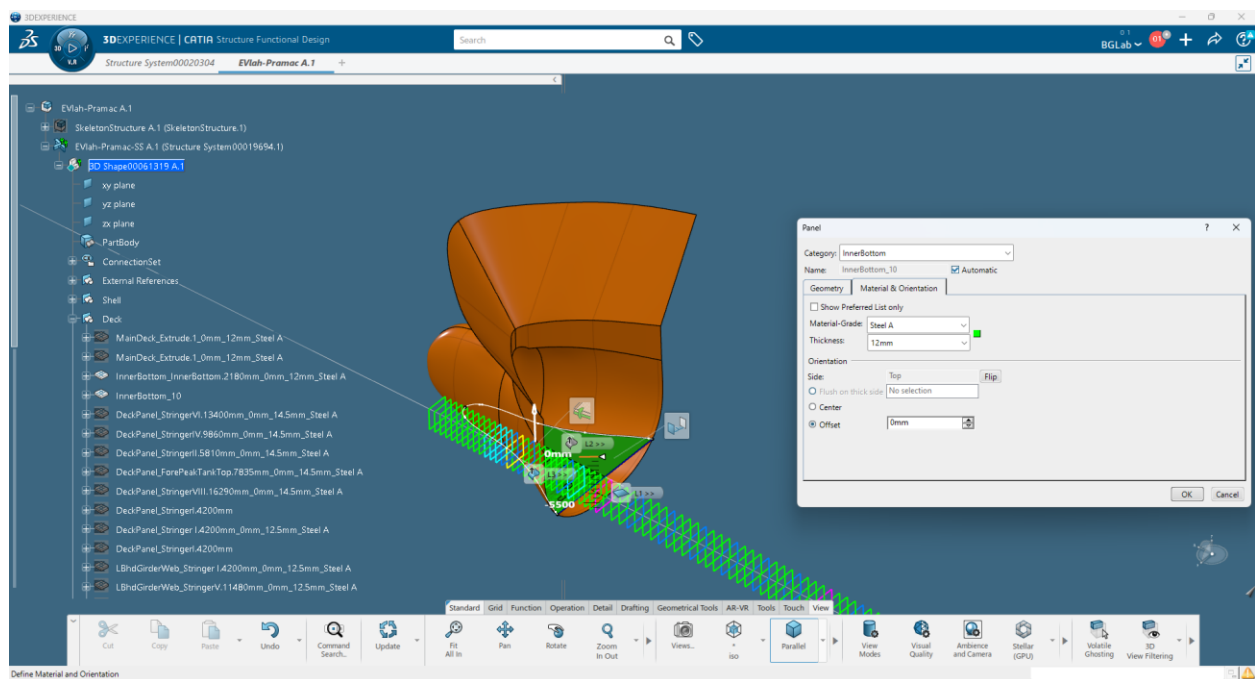 3DEXPERIENCE
3DEXPERIENCE | CATIA Structure Functional Design
Search
BGLab
Structure System00020304
EVlah-Pramac A.1
EVlah-Pramac A.1
SkeletonStructure A.1 (SkeletonStructure.1)
EVlah-Pramac-SS A.1 (Structure System00019694.1)
3D Shape00061319 A.1
xy plane
yz plane
zx plane
PartBody
ConnectionSet
External References
Shell
Deck
MainDeck_Extrude.1_0mm_12mm_Steel A
MainDeck_Extrude.1_0mm_12mm_Steel A
InnerBottom_InnerBottom.2180mm_0mm_12mm_Steel A
InnerBottom_10
DeckPanel_StringerVI.13400mm_0mm_14.5mm_Steel A
DeckPanel_StringerIV.9860mm_0mm_14.5mm_Steel A
DeckPanel_StringerII.5810mm_0mm_14.5mm_Steel A
DeckPanel_ForePeakTankTop.7835mm_0mm_14.5mm_Steel A
DeckPanel_StringerVIII.16290mm_0mm_14.5mm_Steel A
DeckPanel_StringerI.4200mm
DeckPanel_Stringer I.4200mm_0mm_12.5mm_Steel A
DeckPanel_StringerI.4200mm
LBhdGirderWeb_Stringer I.4200mm_0mm_12.5mm_Steel A
LBhdGirderWeb_StringerV.11480mm_0mm_12.5mm_Steel A
L2 >>
0mm
L3 >>
L1 >>
-5500
Panel
Category: InnerBottom
Name: InnerBottom_10 Automatic
Geometry Material & Orientation
Show Preferred List only
Material-Grade: Steel A
Thickness: 12mm
Orientation
Side: Top Flip
Flush on thick side No selection
Center
Offset 0mm
OK Cancel
Standard Grid Function Operation Detail Drafting Geometrical Tools AR-VR Tools Touch View
Cut Copy Paste Undo Command Search... Update Fit All In Pan Rotate Zoom In Out Views... iso Parallel View Modes Visual Quality Ambience and Camera Stellar (GPU) Volatile Ghosting 3D View Filtering
Define Material and Orientation